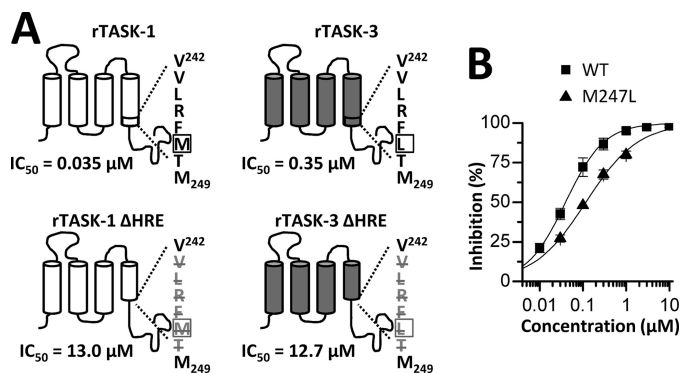 A
rTASK-1
V242
V
L
R
F
M
T
M249
IC50 = 0.035 µM
rTASK-3
V242
V
L
R
F
L
T
M249
IC50 = 0.35 µM
rTASK-1 ΔHRE
V242
V
L
R
F
M
T
M249
IC50 = 13.0 µM
rTASK-3 ΔHRE
V242
V
L
R
F
L
T
M249
IC50 = 12.7 µM
B
WT
M247L
Inhibition (%)
100
75
50
25
0
0.01 0.1 1 10
Concentration (µM)